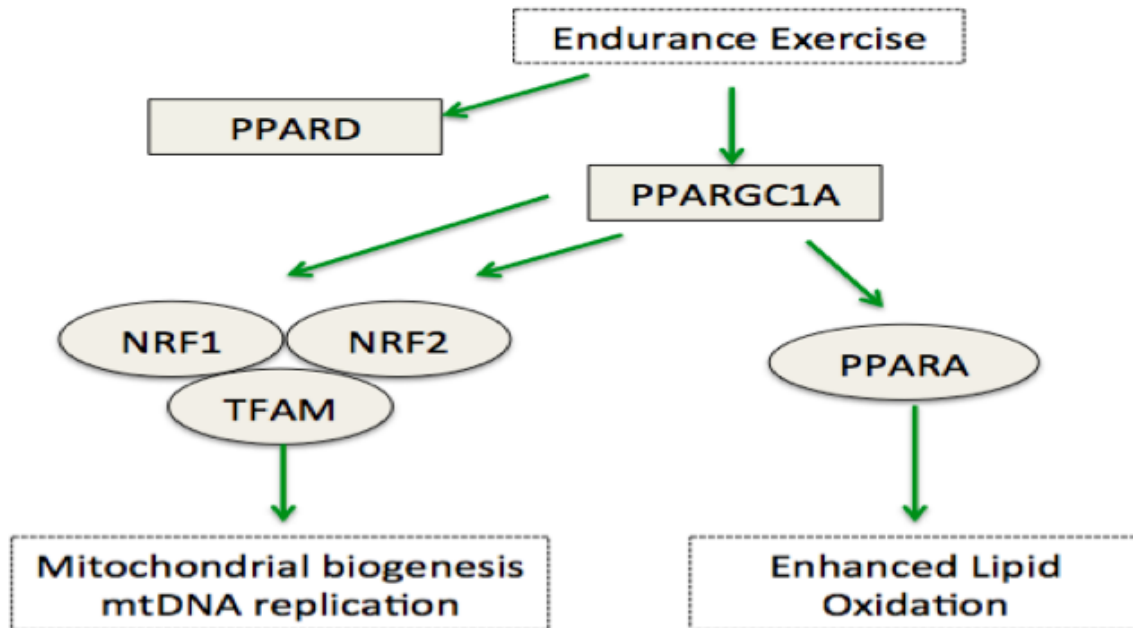 Endurance Exercise
PPARD
PPARGC1A
NRF1
NRF2
TFAM
PPARA
Mitochondrial biogenesis
mtDNA replication
Enhanced Lipid
Oxidation